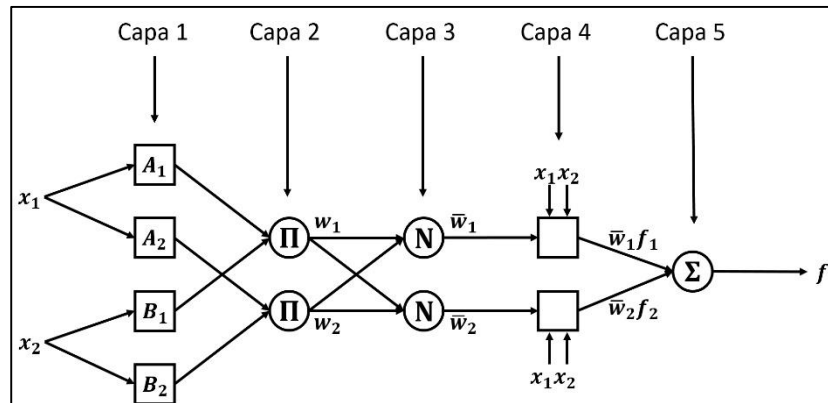 Capa 1 Capa 2 Capa 3 Capa 4 Capa 5
A₁
x₁x₂
x₁
w₁ w̅₁
A₂ Π N w̅₁f₁
Σ f
B₁ w̅₂f₂
Π N
x₂ w₂ w̅₂
B₂ x₁x₂